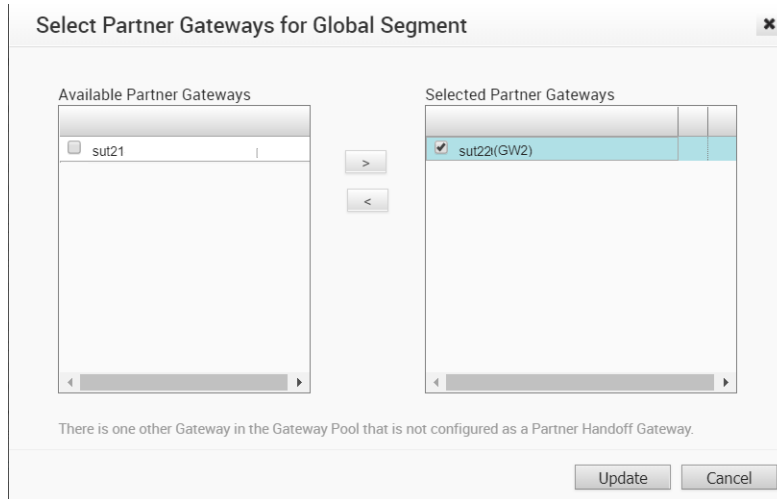 Select Partner Gateways for Global Segment
Available Partner Gateways
Selected Partner Gateways
sut21
sut22(GW2)
>
<
There is one other Gateway in the Gateway Pool that is not configured as a Partner Handoff Gateway.
Update
Cancel